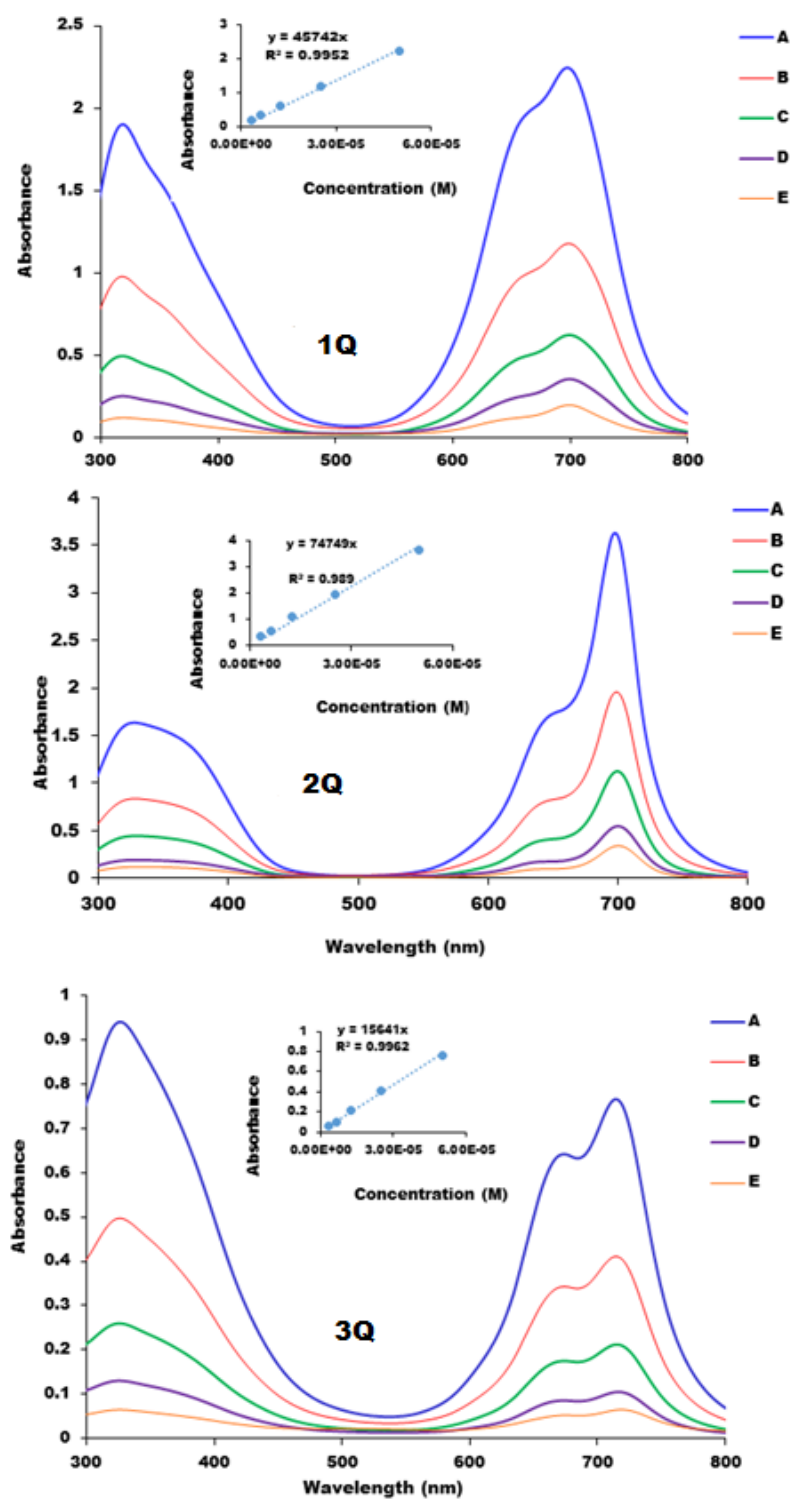 2.5
2
1.5
1
0.5
0
Absorbance
300
400
500
600
700
800
1Q
3
2
1
0
Absorbance
y = 45742x
R² = 0.9952
0.00E+00
3.00E-05
6.00E-05
Concentration (M)
A
B
C
D
E
4
3.5
3
2.5
2
1.5
1
0.5
0
Absorbance
300
400
500
600
700
800
Wavelength (nm)
2Q
4
3
2
1
0
Absorbance
y = 74749x
R² = 0.989
0.00E+00
3.00E-05
6.00E-05
Concentration (M)
A
B
C
D
E
1
0.9
0.8
0.7
0.6
0.5
0.4
0.3
0.2
0.1
0
Absorbance
300
400
500
600
700
800
Wavelength (nm)
3Q
1
0.8
0.6
0.4
0.2
0
Absorbance
y = 15641x
R² = 0.9962
0.00E+00
3.00E-05
6.00E-05
Concentration (M)
A
B
C
D
E